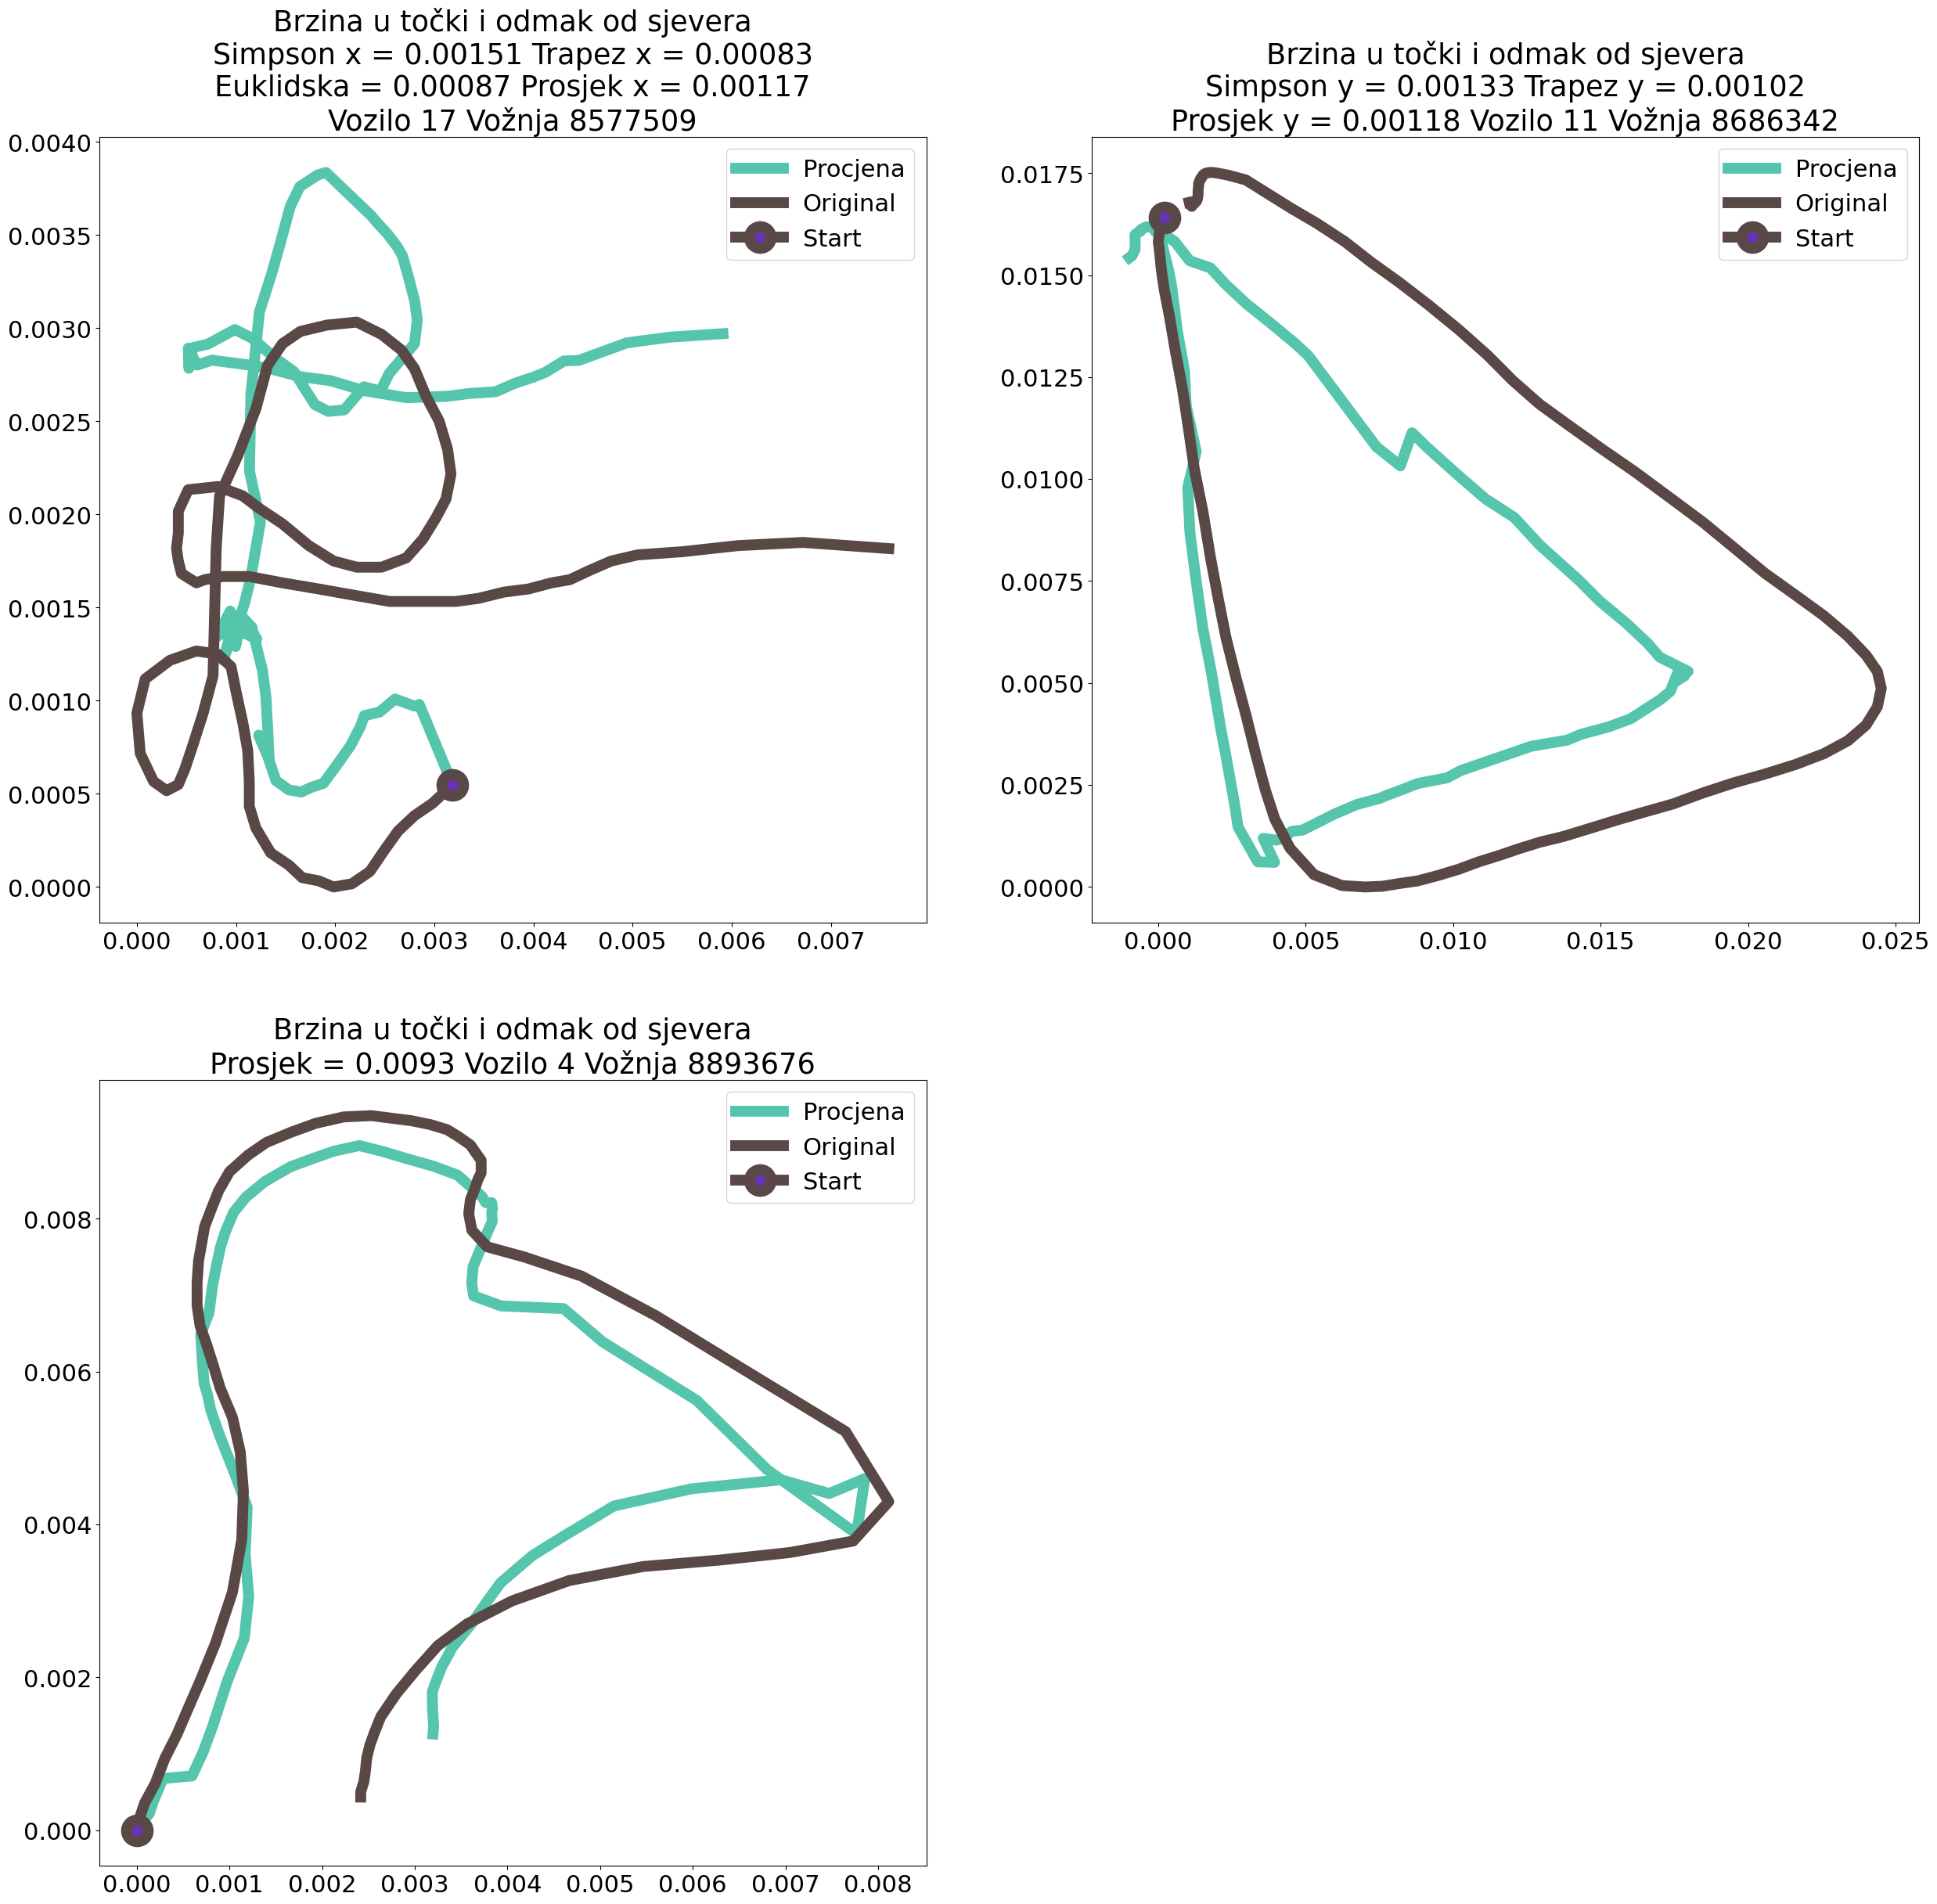 Brzina u točki i odmak od sjevera
Simpson x = 0.00151 Trapez x = 0.00083
Euklidska = 0.00087 Prosjek x = 0.00117
Vozilo 17 Vožnja 8577509
0.0040
0.0035
0.0030
0.0025
0.0020
0.0015
0.0010
0.0005
0.0000
0.000 0.001 0.002 0.003 0.004 0.005 0.006 0.007
Procjena
Original
Start
Brzina u točki i odmak od sjevera
Simpson y = 0.00133 Trapez y = 0.00102
Prosjek y = 0.00118 Vozilo 11 Vožnja 8686342
0.0175
0.0150
0.0125
0.0100
0.0075
0.0050
0.0025
0.0000
0.000 0.005 0.010 0.015 0.020 0.025
Procjena
Original
Start
Brzina u točki i odmak od sjevera
Prosjek = 0.0093 Vozilo 4 Vožnja 8893676
0.008
0.006
0.004
0.002
0.000
0.000 0.001 0.002 0.003 0.004 0.005 0.006 0.007 0.008
Procjena
Original
Start